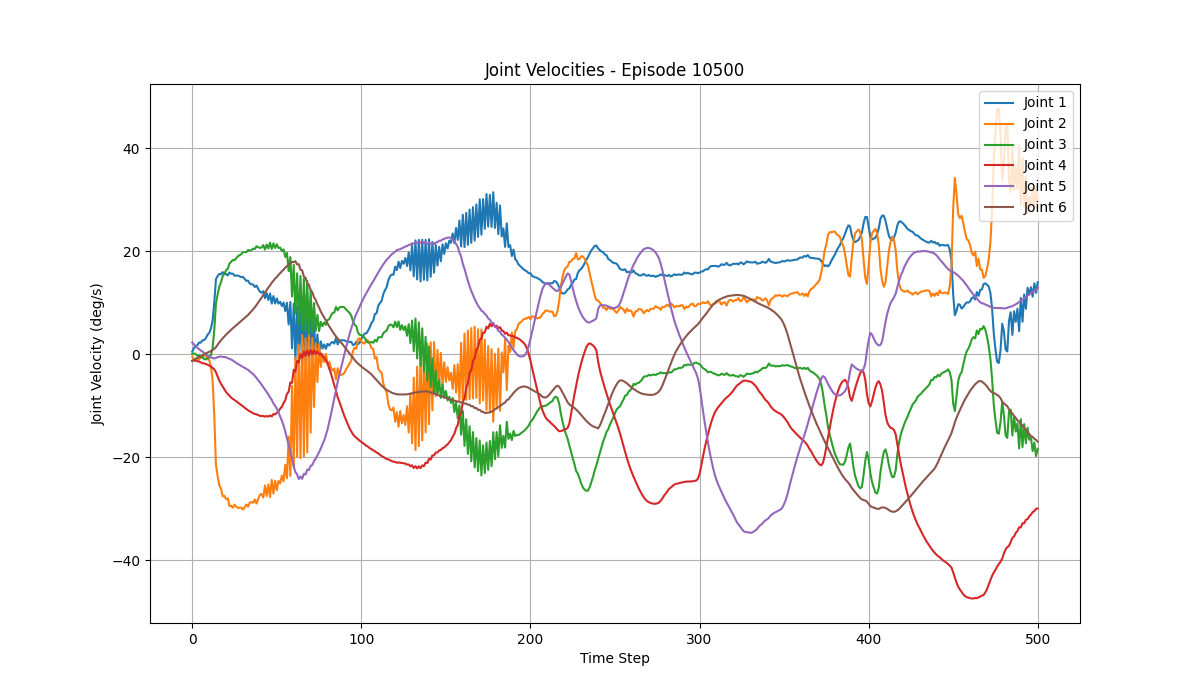 Joint Velocities - Episode 10500
Joint Velocity (deg/s)
40
20
0
−20
−40
Joint 1
Joint 2
Joint 3
Joint 4
Joint 5
Joint 6
0 100 200 300 400 500
Time Step